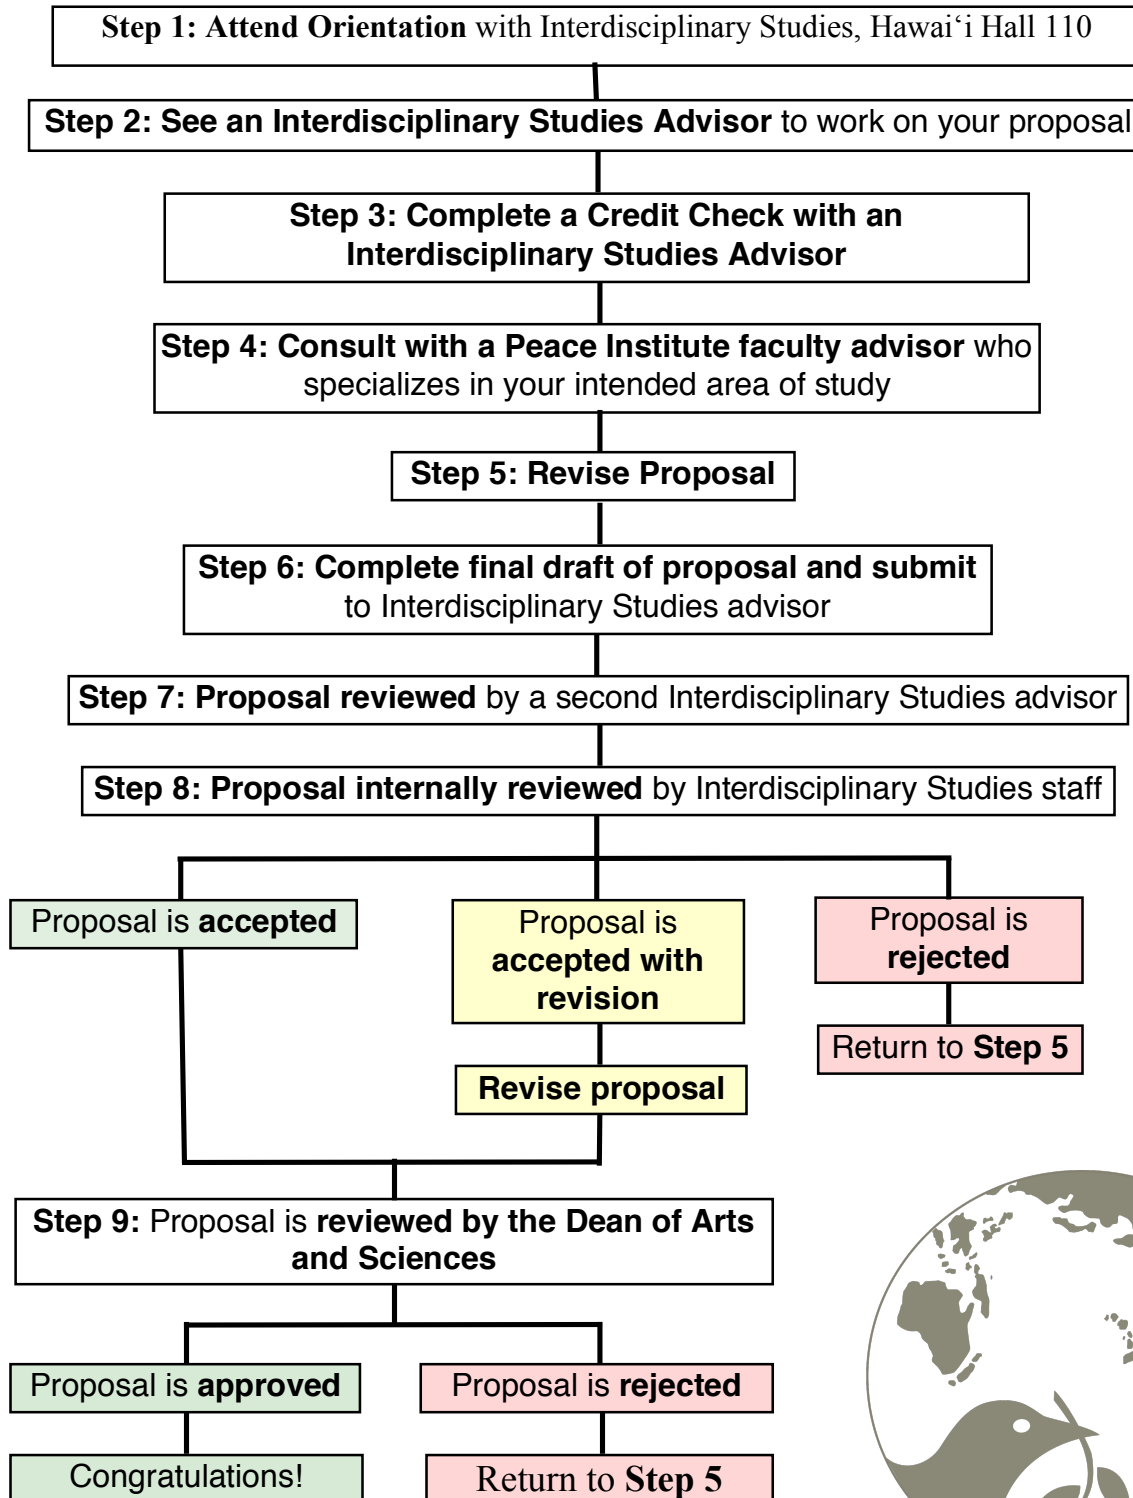 Step 1: Attend Orientation with Interdisciplinary Studies, Hawai‘i Hall 110
Step 2: See an Interdisciplinary Studies Advisor to work on your proposal
Step 3: Complete a Credit Check with an
Interdisciplinary Studies Advisor
Step 4: Consult with a Peace Institute faculty advisor who
specializes in your intended area of study
Step 5: Revise Proposal
Step 6: Complete final draft of proposal and submit
to Interdisciplinary Studies advisor
Step 7: Proposal reviewed by a second Interdisciplinary Studies advisor
Step 8: Proposal internally reviewed by Interdisciplinary Studies staff
Proposal is accepted
Proposal is
accepted with
revision
Revise proposal
Proposal is
rejected
Return to Step 5
Step 9: Proposal is reviewed by the Dean of Arts
and Sciences
Proposal is approved
Congratulations!
Proposal is rejected
Return to Step 5